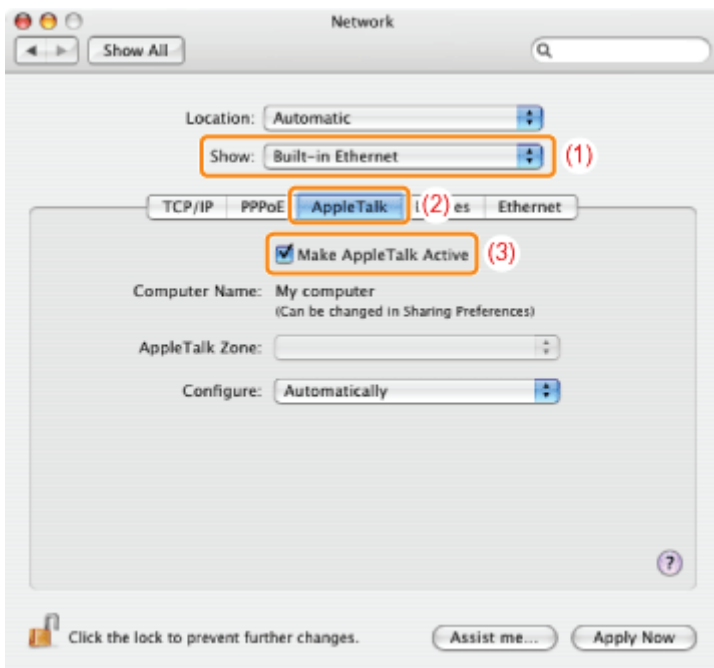 Network
Show All
Location: Automatic
Show: Built-in Ethernet (1)
TCP/IP PPPoE AppleTalk (2) es Ethernet
Make AppleTalk Active (3)
Computer Name: My computer
(Can be changed in Sharing Preferences)
AppleTalk Zone:
Configure: Automatically
?
Click the lock to prevent further changes. Assist me... Apply Now